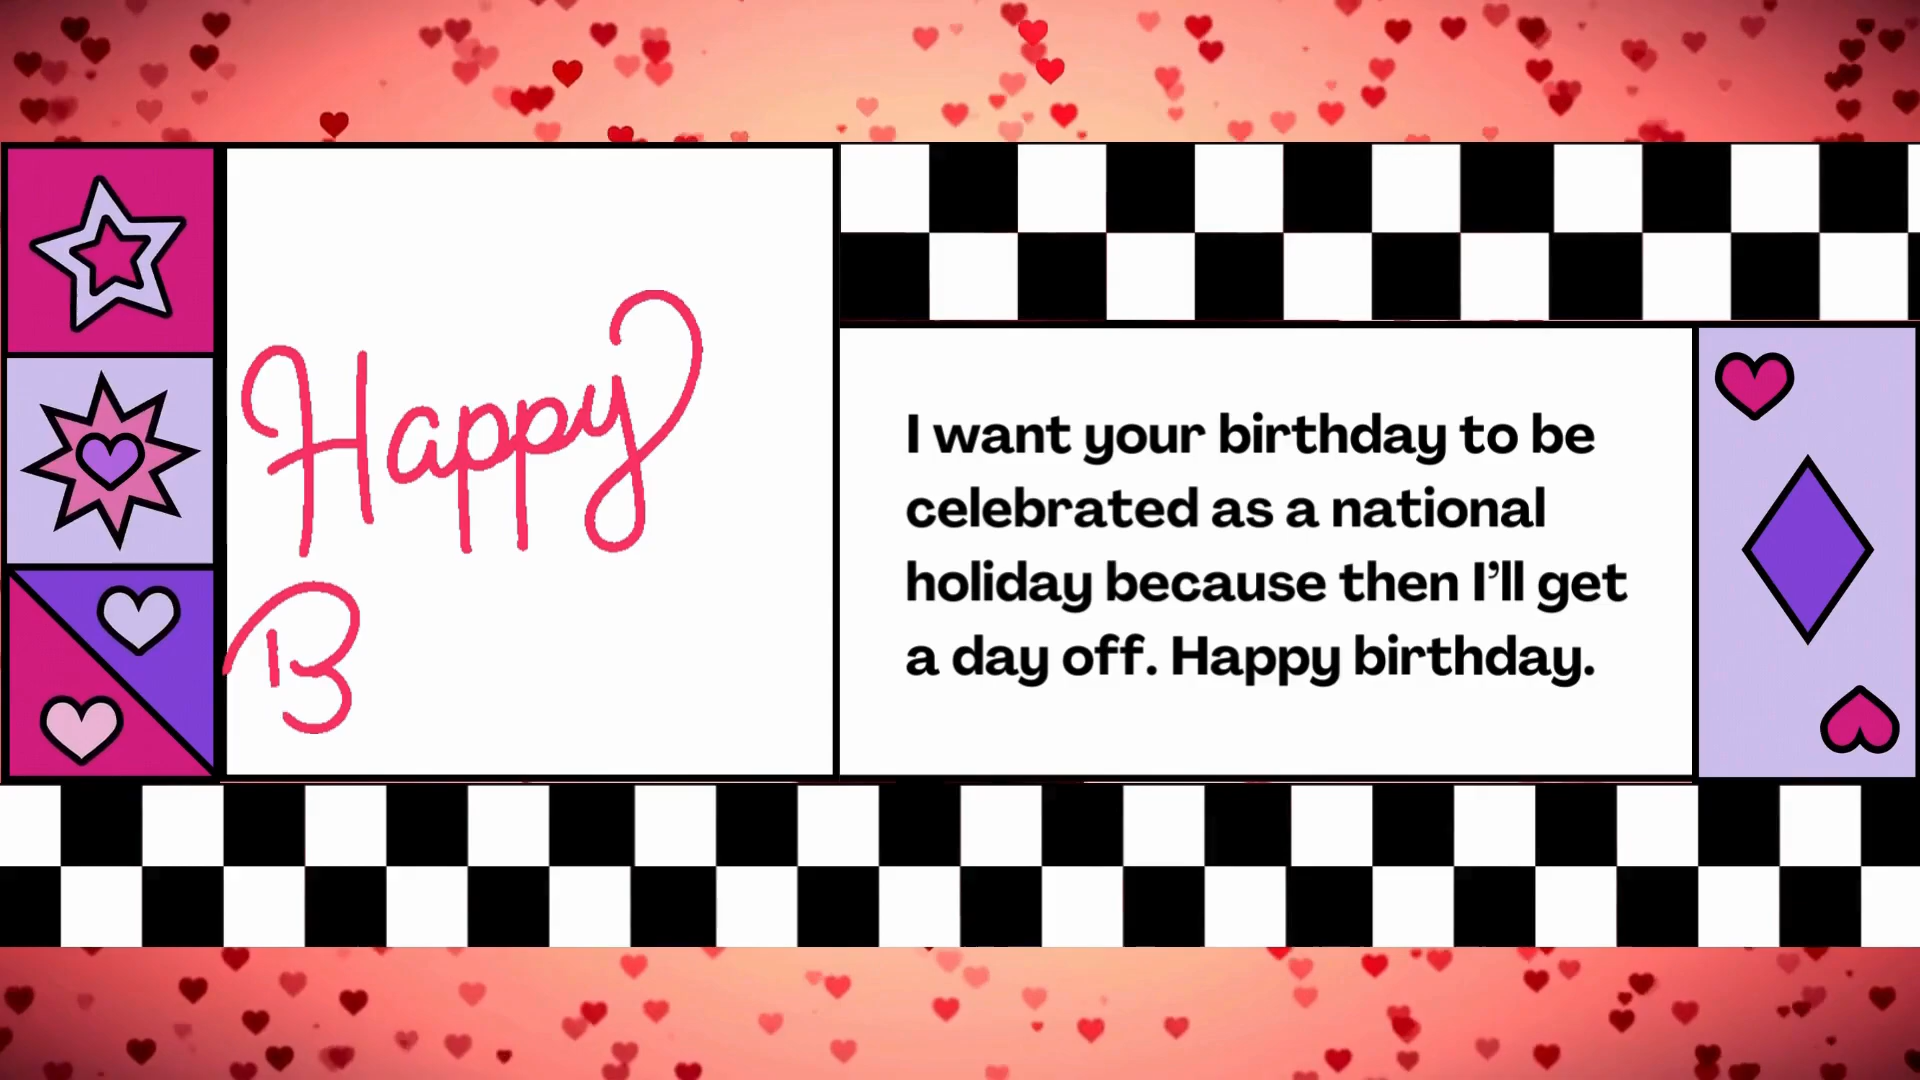 Happy
B
I want your birthday to be
celebrated as a national
holiday because then I’ll get
a day off. Happy birthday.